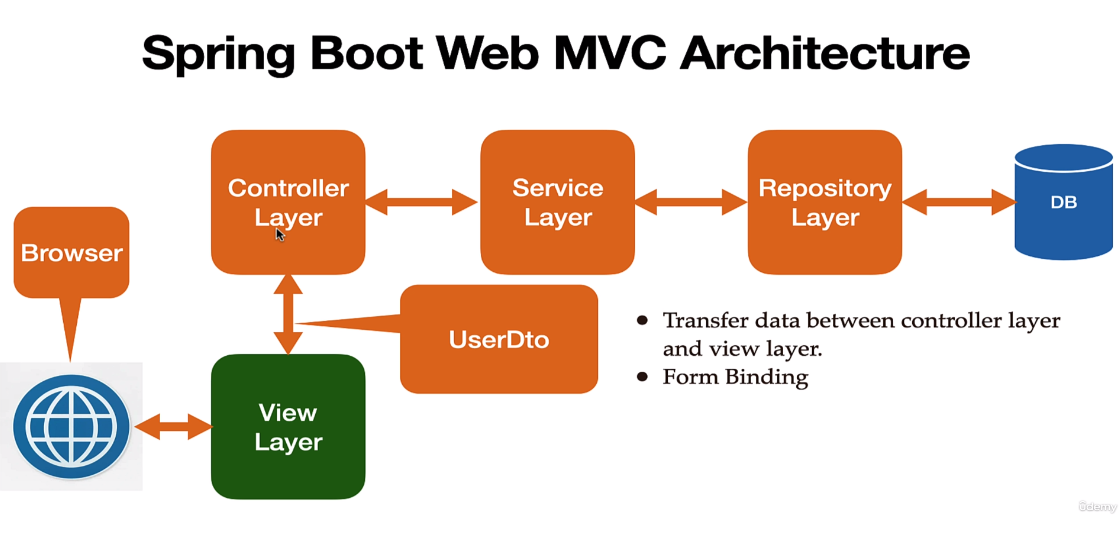 Spring Boot Web MVC Architecture
Controller
Layer
Service
Layer
Repository
Layer
DB
Browser
UserDto
• Transfer data between controller layer
and view layer.
• Form Binding
View
Layer
ûdemy